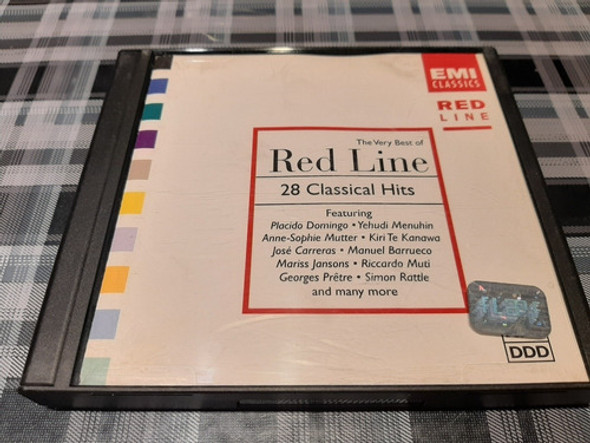 EMI
CLASSICS
RED
LINE
The Very Best of
Red Line
28 Classical Hits
Featuring
Placido Domingo • Yehudi Menuhin
Anne-Sophie Mutter • Kiri Te Kanawa
José Carreras • Manuel Barrueco
Mariss Jansons • Riccardo Muti
Georges Prêtre • Simon Rattle
and many more
DDD